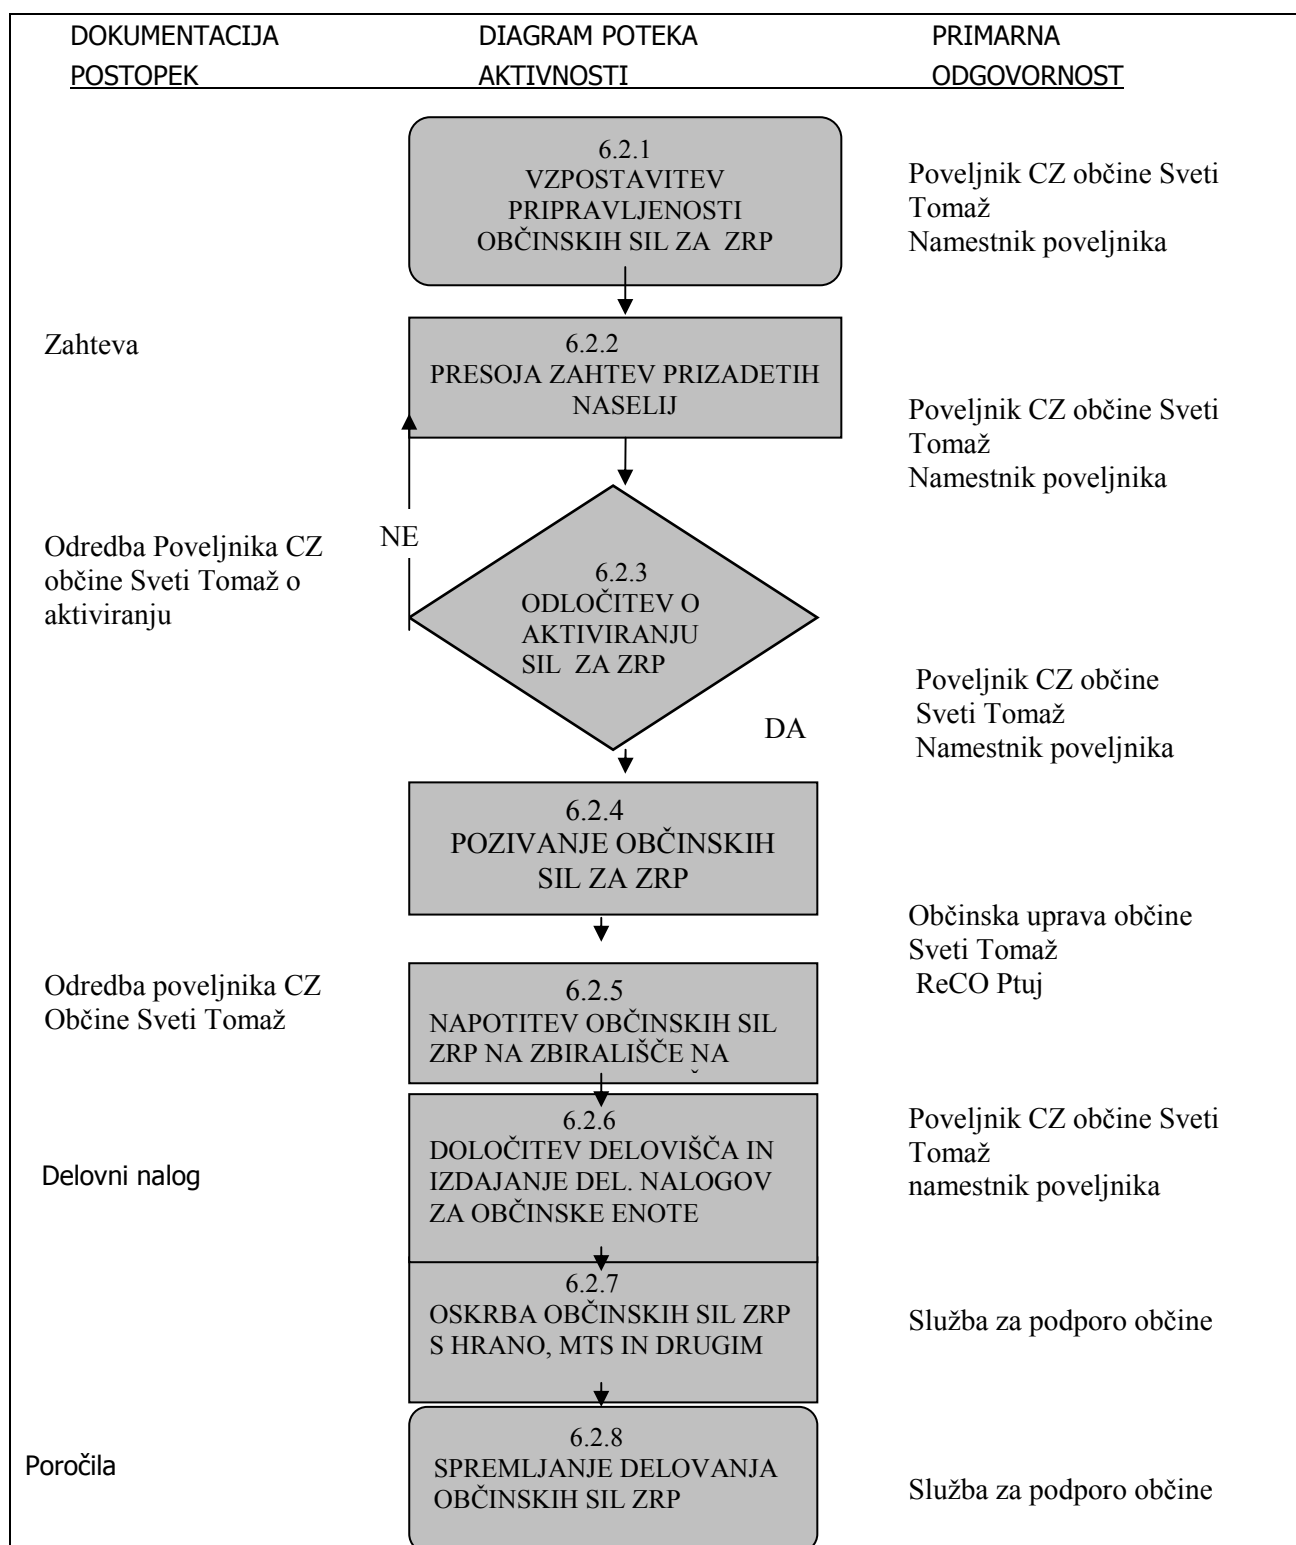 DOKUMENTACIJA DIAGRAM POTEKA PRIMARNA
POSTOPEK AKTIVNOSTI ODGOVORNOST
6.2.1
VZPOSTAVITEV
PRIPRAVLJENOSTI
OBČINSKIH SIL ZA ZRP
Poveljnik CZ občine Sveti
Tomaž
Namestnik poveljnika
Zahteva
6.2.2
PRESOJA ZAHTEV PRIZADETIH
NASELIJ
Poveljnik CZ občine Sveti
Tomaž
Namestnik poveljnika
NE
Odredba Poveljnika CZ
občine Sveti Tomaž o
aktiviranju
6.2.3
ODLOČITEV O
AKTIVIRANJU
SIL ZA ZRP
Poveljnik CZ občine
Sveti Tomaž
Namestnik poveljnika
DA
6.2.4
POZIVANJE OBČINSKIH
SIL ZA ZRP
Občinska uprava občine
Sveti Tomaž
ReCO Ptuj
Odredba poveljnika CZ
Občine Sveti Tomaž
6.2.5
NAPOTITEV OBČINSKIH SIL
ZRP NA ZBIRALIŠČE NA
Delovni nalog
6.2.6
DOLOČITEV DELOVIŠČA IN
IZDAJANJE DEL. NALOGOV
ZA OBČINSKE ENOTE
Poveljnik CZ občine Sveti
Tomaž
namestnik poveljnika
6.2.7
OSKRBA OBČINSKIH SIL ZRP
S HRANO, MTS IN DRUGIM
Služba za podporo občine
Poročila
6.2.8
SPREMLJANJE DELOVANJA
OBČINSKIH SIL ZRP
Služba za podporo občine